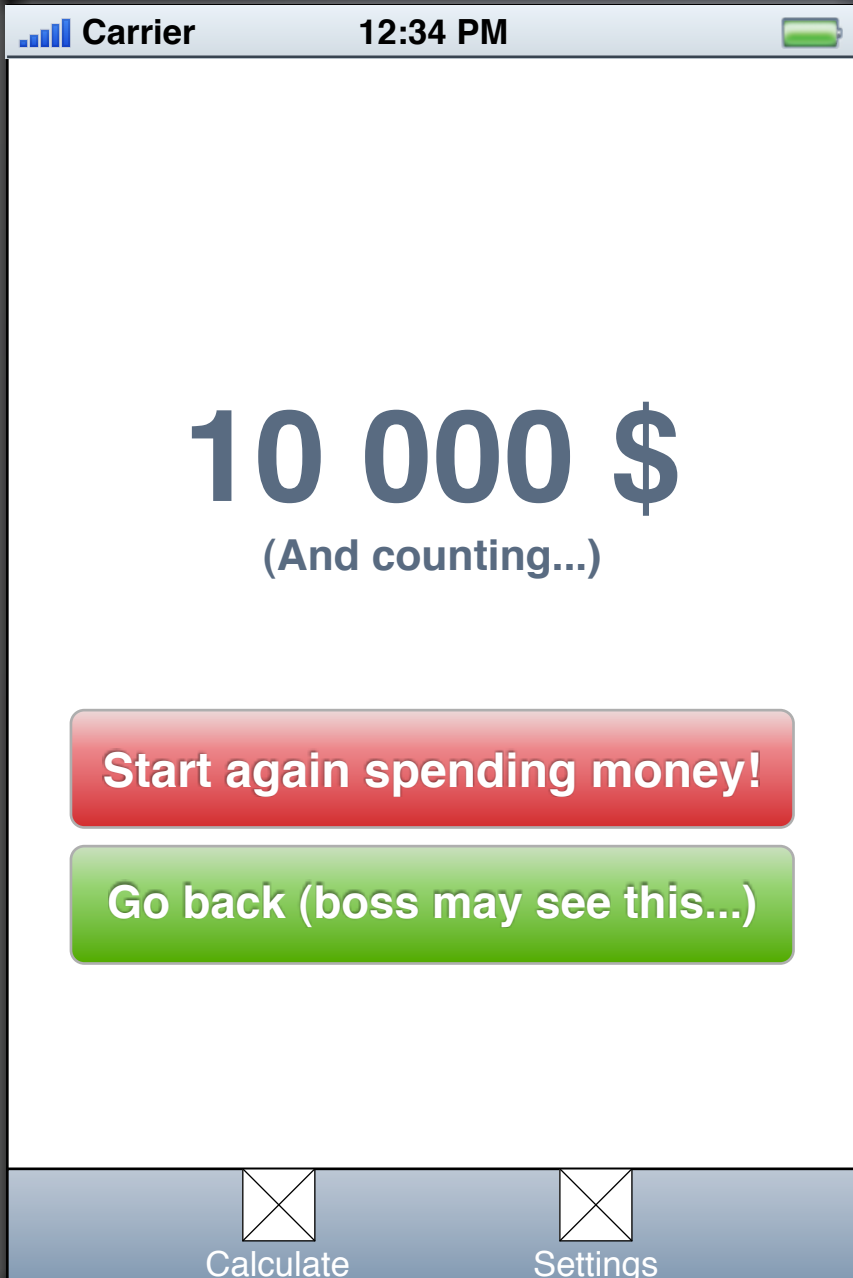 Carrier 12:34 PM
10 000 $
(And counting...)
Start again spending money!
Go back (boss may see this...)
Calculate Settings